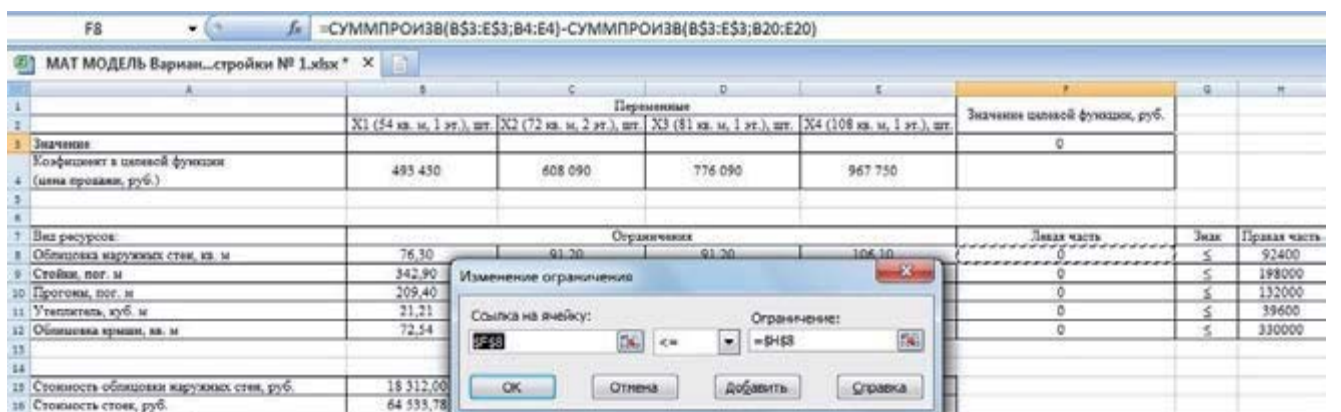 F8 fx =СУММПРОИЗВ(B$3:E$3;B4:E4)-СУММПРОИЗВ(B$3:E$3;B20:E20)
МАТ МОДЕЛЬ Вариан...стройки № 1.xlsx *
A B C D E F G H
1 Переменные Значение целевой функции, руб.
2 X1 (54 кв. м, 1 эт.), шт. X2 (72 кв. м, 2 эт.), шт. X3 (81 кв. м, 1 эт.), шт. X4 (108 кв. м, 1 эт.), шт.
3 Значение 0
Коэфициент в целевой функции
4 (цена продажи, руб.) 493 430 608 090 776 090 967 750
5
6
7 Вид ресурсов: Ограничения Левая часть Знак Правая часть
8 Облицовка наружных стен, кв. м 76,30 91,20 91,20 106,10 0 ≤ 92400
9 Стойки, пог. м 342,90 0 ≤ 198000
10 Прогоны, пог. м 209,40 0 ≤ 132000
11 Утеплитель, куб. м 21,21 0 ≤ 39600
12 Облицовка крыши, кв. м 72,54 0 ≤ 330000
13
14
15 Стоимость облицовки наружных стен, руб. 18 312,00
16 Стоимость стоек, руб. 64 533,78
Изменение ограничения
Ссылка на ячейку: Ограничение:
$F$8 <= =$H$8
ОК Отмена Добавить Справка